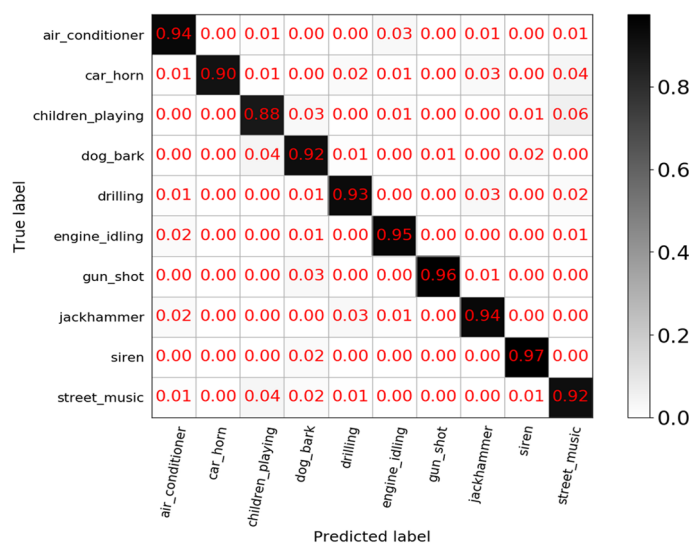 air_conditioner 0.94 0.00 0.01 0.00 0.00 0.03 0.00 0.01 0.00 0.01
car_horn 0.01 0.90 0.01 0.00 0.02 0.01 0.00 0.03 0.00 0.04
children_playing 0.00 0.00 0.88 0.03 0.00 0.01 0.00 0.00 0.01 0.06
dog_bark 0.00 0.00 0.04 0.92 0.01 0.00 0.01 0.00 0.02 0.00
drilling 0.01 0.00 0.00 0.01 0.93 0.00 0.00 0.03 0.00 0.02
engine_idling 0.02 0.00 0.00 0.01 0.00 0.95 0.00 0.00 0.00 0.01
gun_shot 0.00 0.00 0.00 0.03 0.00 0.00 0.96 0.01 0.00 0.00
jackhammer 0.02 0.00 0.00 0.00 0.03 0.01 0.00 0.94 0.00 0.00
siren 0.00 0.00 0.00 0.02 0.00 0.00 0.00 0.00 0.97 0.00
street_music 0.01 0.00 0.04 0.02 0.01 0.00 0.00 0.00 0.01 0.92
True label
air_conditioner
car_horn
children_playing
dog_bark
drilling
engine_idling
gun_shot
jackhammer
siren
street_music
Predicted label
0.8
0.6
0.4
0.2
0.0